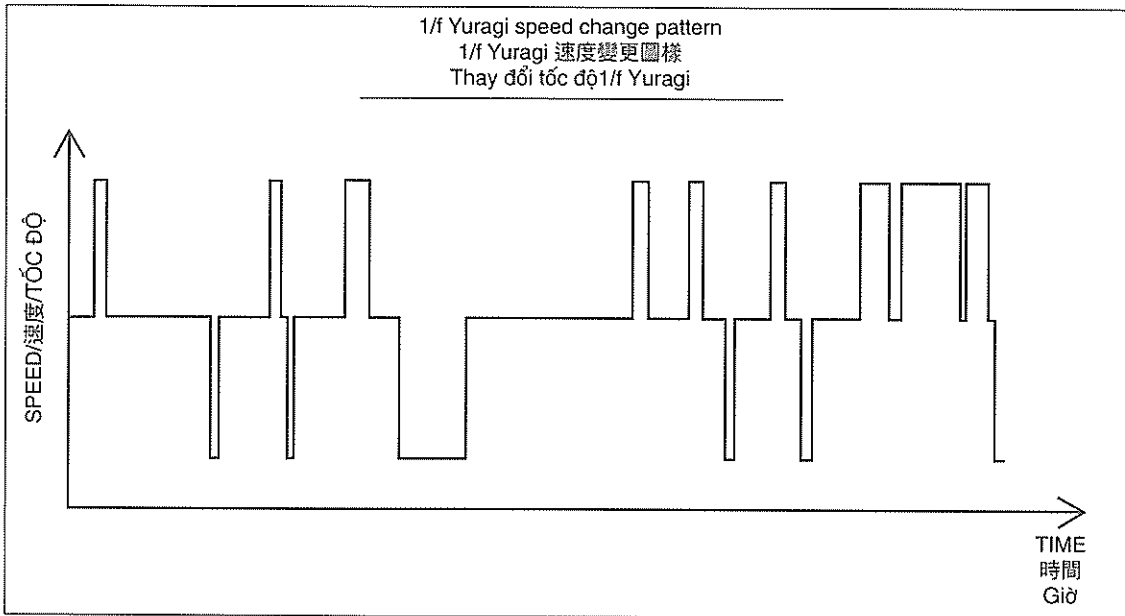 1/f Yuragi speed change pattern
1/f Yuragi 速度變更圖樣
Thay đổi tốc độ1/f Yuragi
SPEED/速度/TỐC ĐỘ
TIME
時間
Giờ